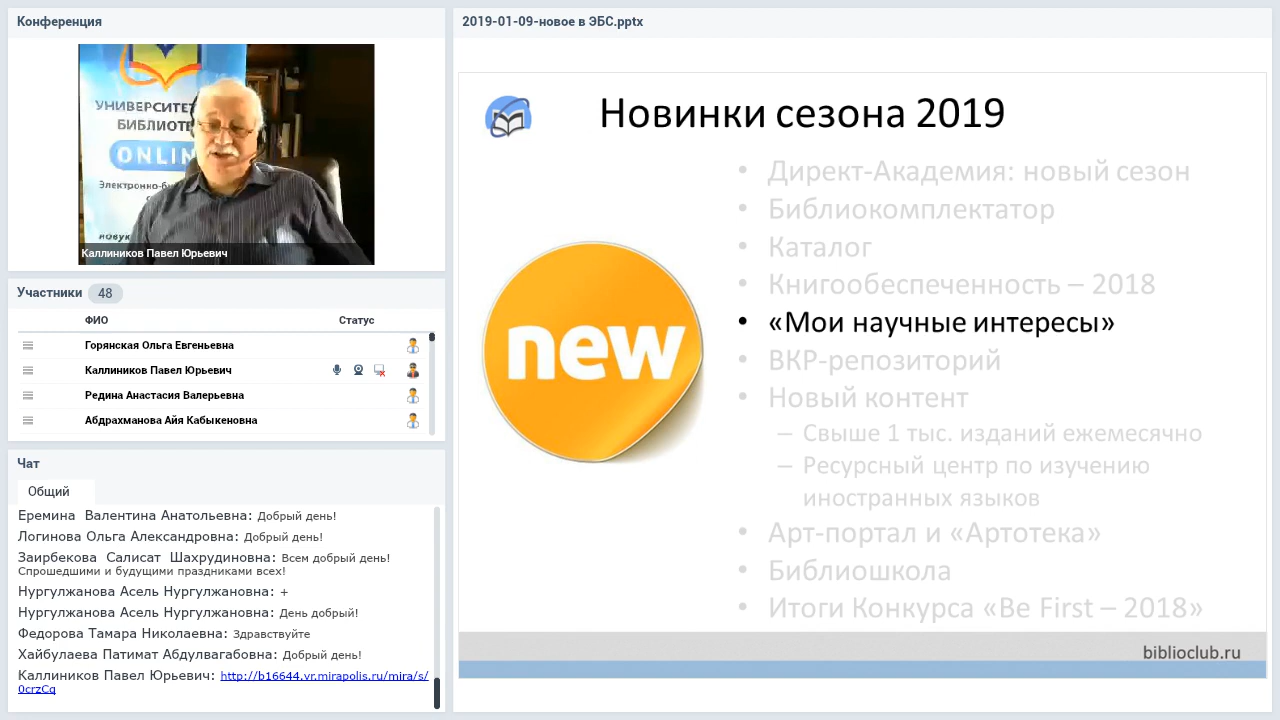 Конференция
УНИВЕРСИТЕ
БИБЛИОТЕ
ONLIN
Каллиников Павел Юрьевич
Участники 48
ФИО Статус
Горянская Ольга Евгеньевна
Каллиников Павел Юрьевич
Редина Анастасия Валерьевна
Абдрахманова Айя Кабыкеновна
Чат
Общий
Еремина Валентина Анатольевна: Добрый день!
Логинова Ольга Александровна: Добрый день!
Заирбекова Салисат Шахрудиновна: Всем добрый день!
Спрошедшими и будущими праздниками всех!
Нургулжанова Асель Нургулжановна: +
Нургулжанова Асель Нургулжановна: День добрый!
Федорова Тамара Николаевна: Здравствуйте
Хайбулаева Патимат Абдулвагабовна: Добрый день!
Каллиников Павел Юрьевич: http://b16644.vr.mirapolis.ru/mira/s/
0crzCq
2019-01-09-новое в ЭБС.pptx
Новинки сезона 2019
new
• Директ-Академия: новый сезон
• Библиокомплектатор
• Каталог
• Книгообеспеченность – 2018
• «Мои научные интересы»
• ВКР-репозиторий
• Новый контент
– Свыше 1 тыс. изданий ежемесячно
– Ресурсный центр по изучению
иностранных языков
• Арт-портал и «Артотека»
• Библиошкола
• Итоги Конкурса «Be First – 2018»
biblioclub.ru